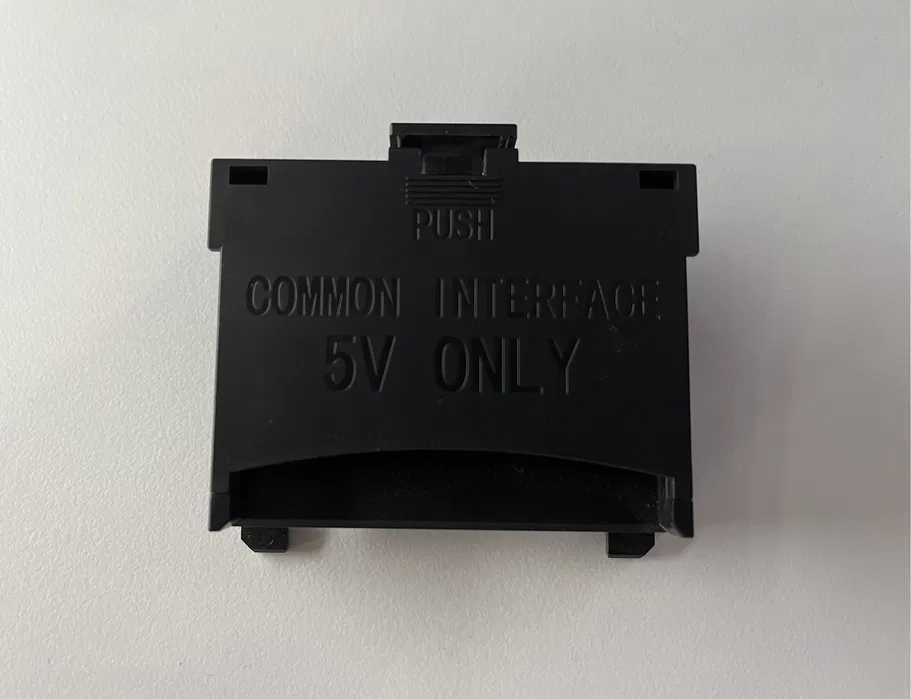 PUSH
COMMON INTERFACE
5V ONLY